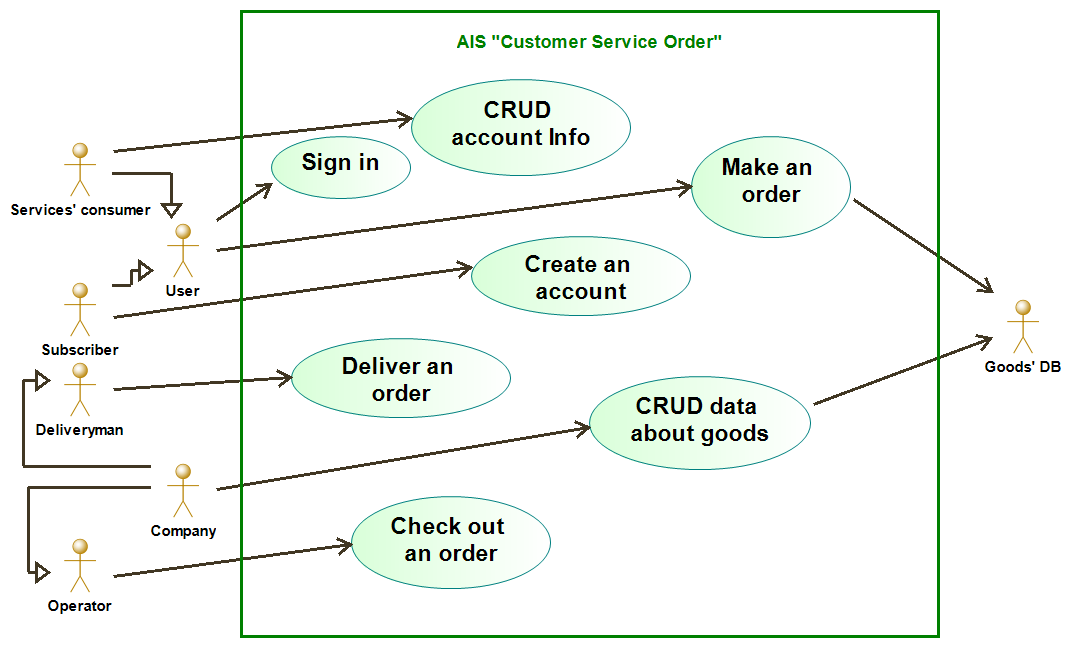 AIS "Customer Service Order"
CRUD
account Info
Sign in
Make an
order
Services' consumer
User
Create an
account
Subscriber
Goods' DB
Deliver an
order
Deliveryman
CRUD data
about goods
Company
Check out
an order
Operator